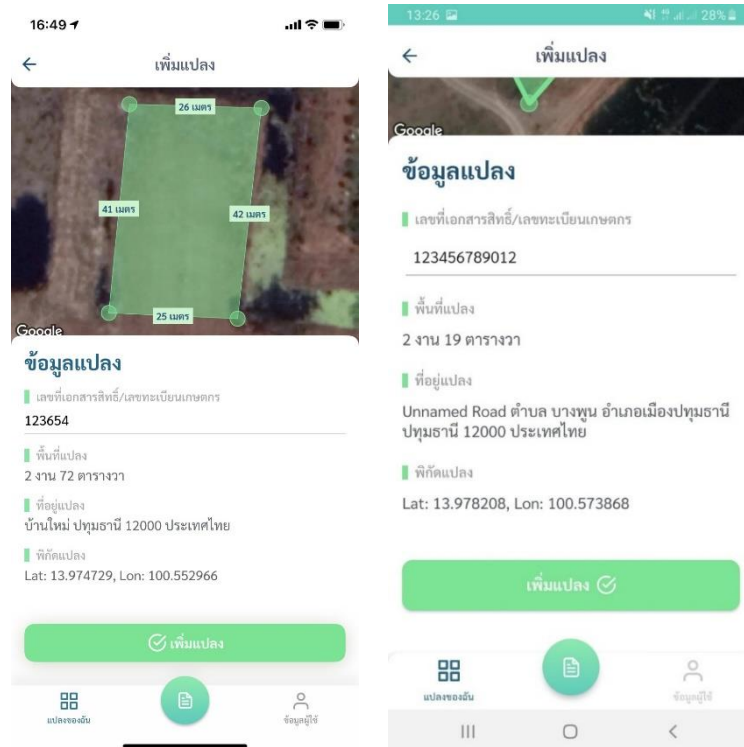 16:49
เพิ่มแปลง
26 เมตร
41 เมตร
42 เมตร
25 เมตร
Google
ข้อมูลแปลง
เลขที่เอกสารสิทธิ์/เลขทะเบียนเกษตกร
123654
พื้นที่แปลง
2 งาน 72 ตารางวา
ที่อยู่แปลง
บ้านใหม่ ปทุมธานี 12000 ประเทศไทย
พิกัดแปลง
Lat: 13.974729, Lon: 100.552966
เพิ่มแปลง
แปลงของฉัน
ข้อมูลผู้ใช้
13:26
28%
เพิ่มแปลง
Google
ข้อมูลแปลง
เลขที่เอกสารสิทธิ์/เลขทะเบียนเกษตกร
123456789012
พื้นที่แปลง
2 งาน 19 ตารางวา
ที่อยู่แปลง
Unnamed Road ตำบล บางพูน อำเภอเมืองปทุมธานี
ปทุมธานี 12000 ประเทศไทย
พิกัดแปลง
Lat: 13.978208, Lon: 100.573868
เพิ่มแปลง
แปลงของฉัน
ข้อมูลผู้ใช้